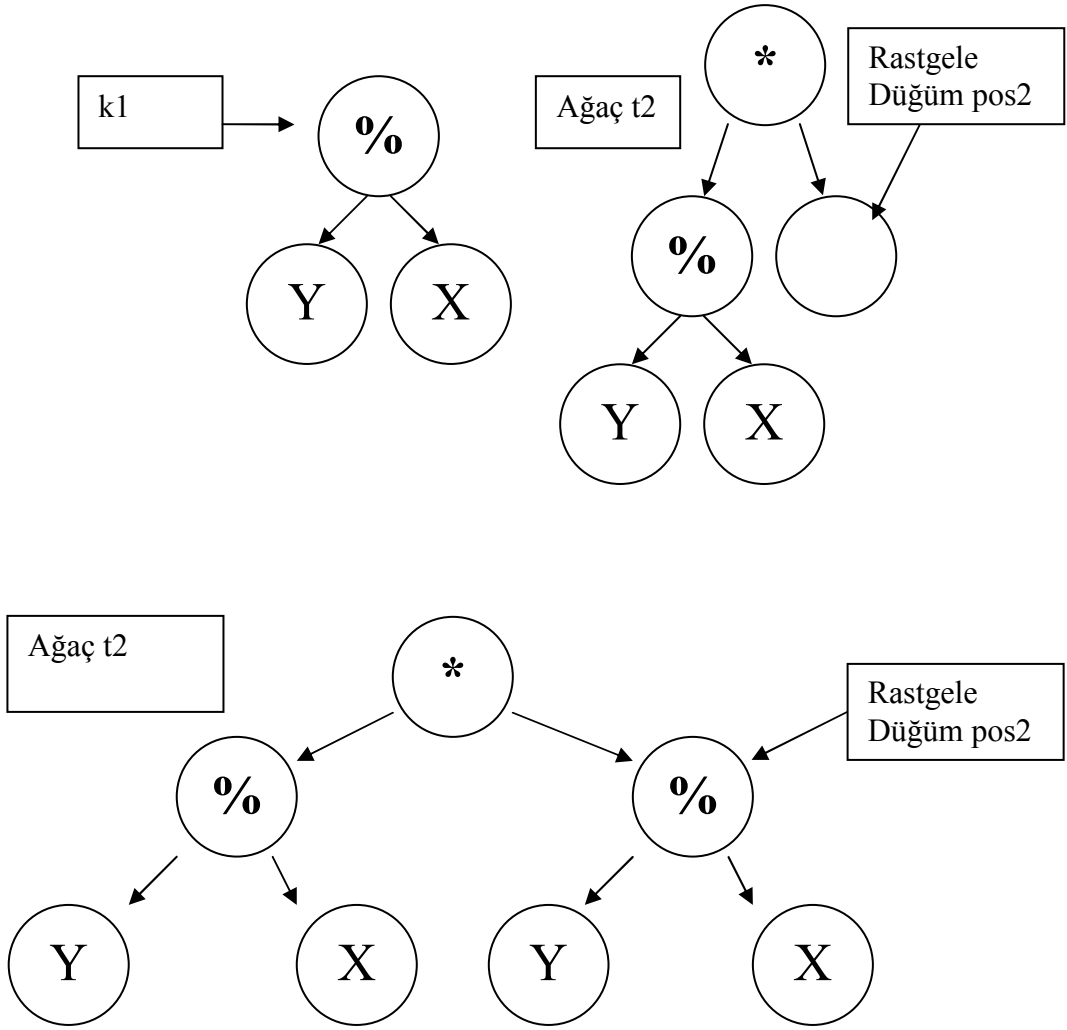 k1
%
Y X
Ağaç t2
*
Rastgele
Düğüm pos2
%
Y X
Ağaç t2
*
Rastgele
Düğüm pos2
% %
Y X Y X